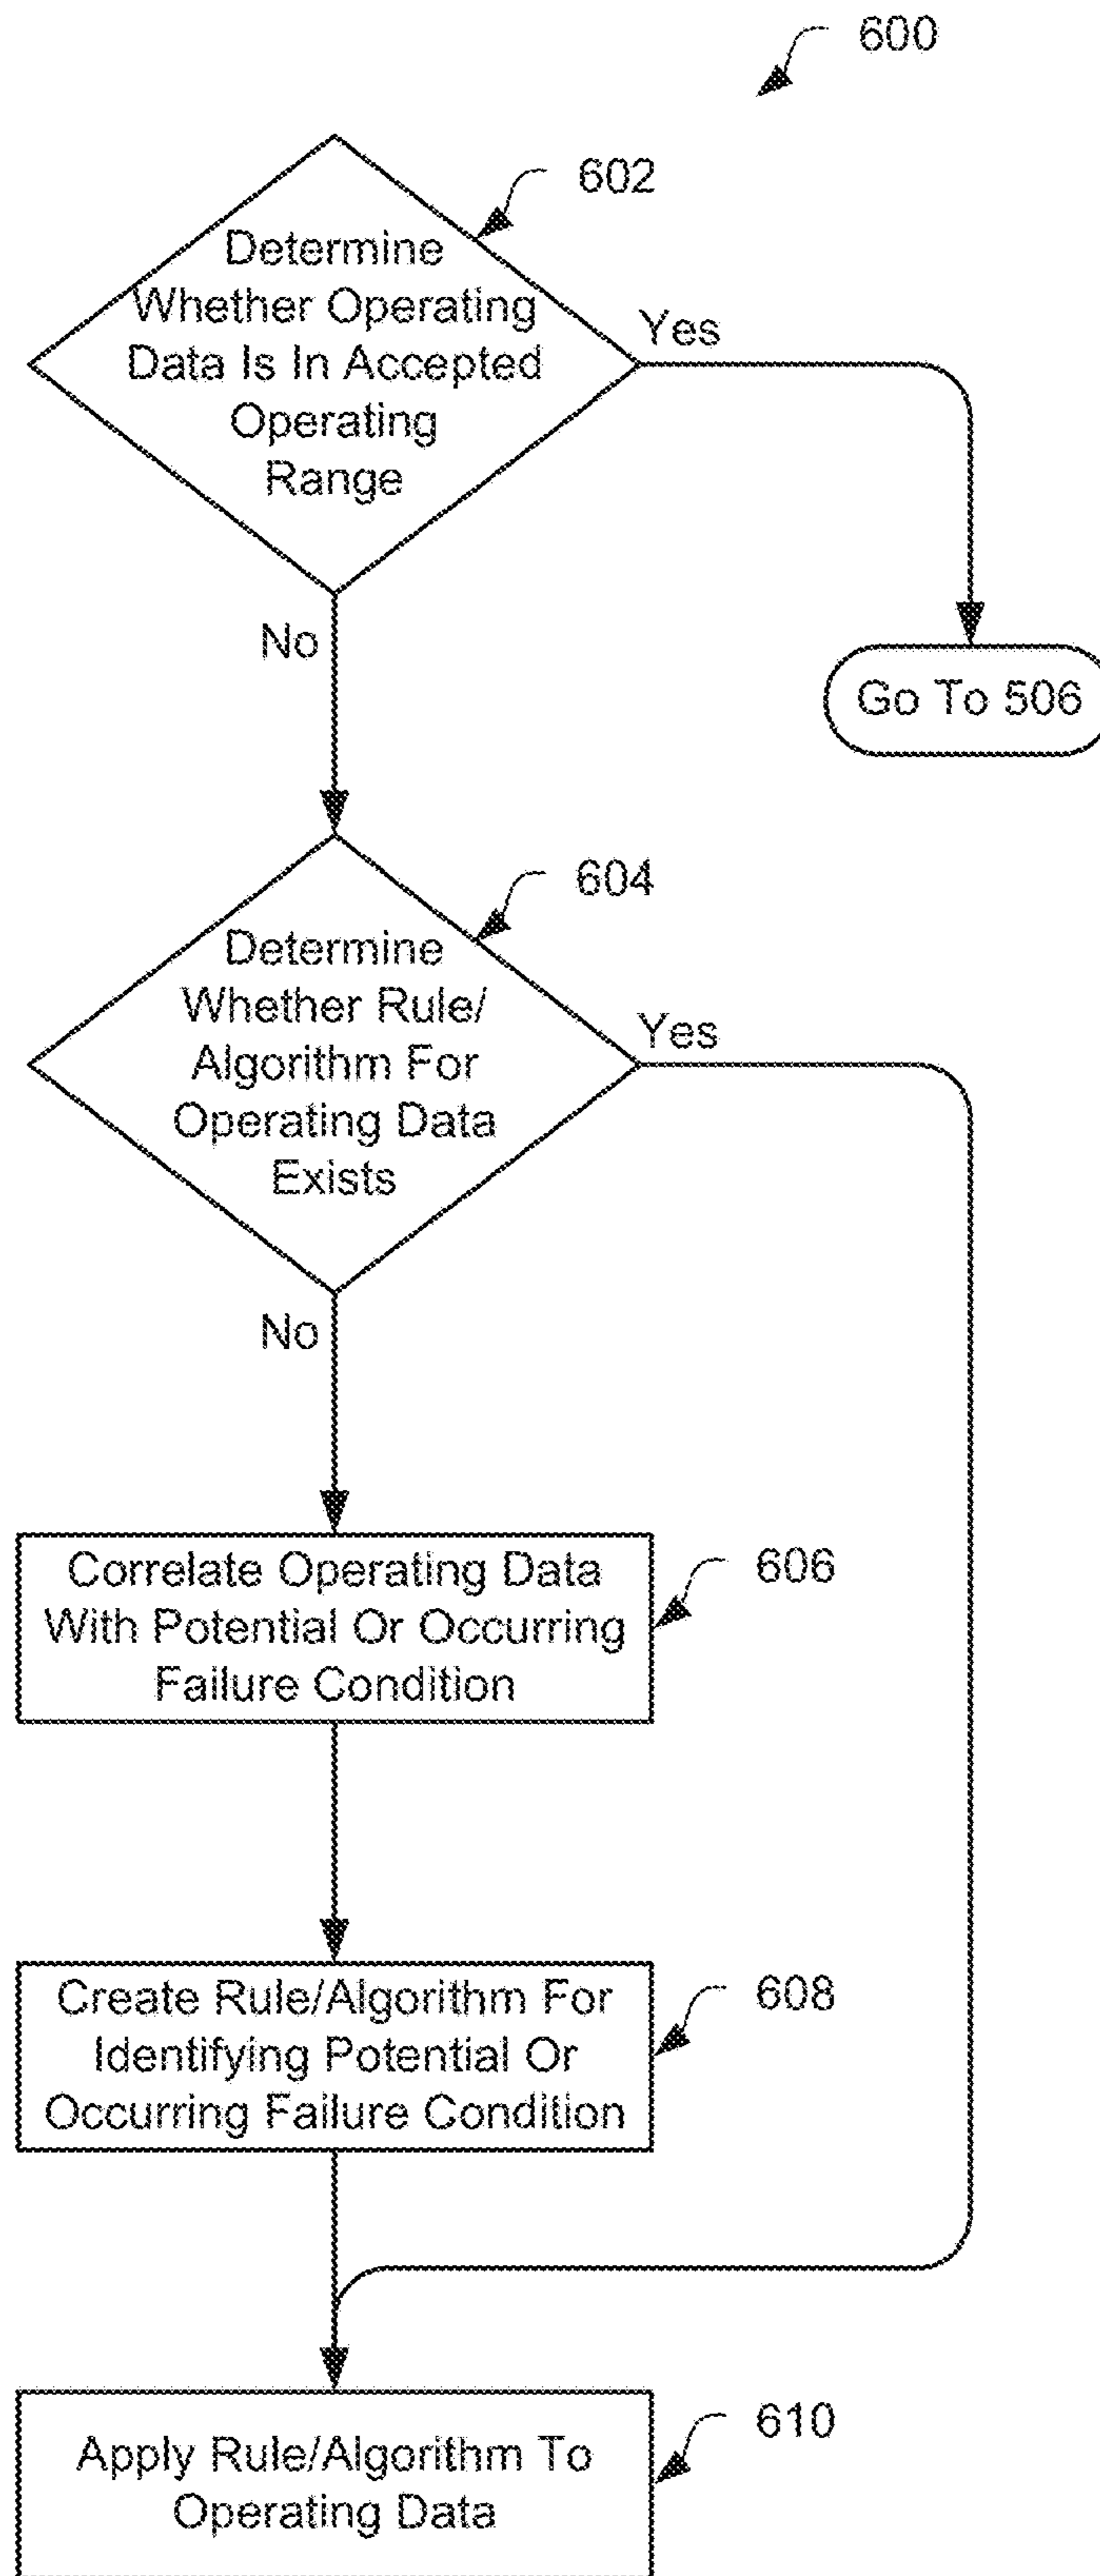 600
602
Determine
Whether Operating
Data Is In Accepted
Operating
Range
Yes
No
Go To 506
604
Determine
Whether Rule/
Algorithm For
Operating Data
Exists
Yes
No
606
Correlate Operating Data
With Potential Or Occurring
Failure Condition
608
Create Rule/Algorithm For
Identifying Potential Or
Occurring Failure Condition
610
Apply Rule/Algorithm To
Operating Data